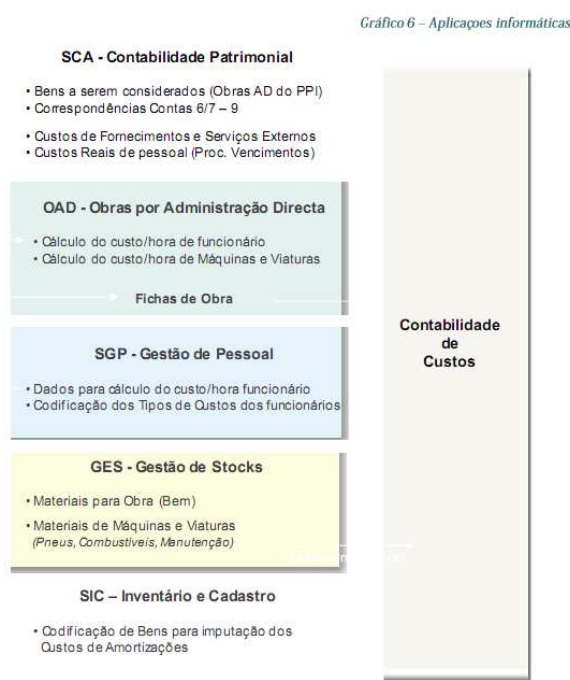 Gráfico 6 – Aplicaçoes informáticas
SCA - Contabilidade Patrimonial
• Bens a serem considerados (Obras AD do PPI)
• Correspondências Contas 6/7 – 9
• Custos de Fornecimentos e Serviços Externos
• Custos Reais de pessoal (Proc. Vencimentos)
OAD - Obras por Administração Directa
• Cálculo do custo/hora de funcionário
• Cálculo do custo/hora de Máquinas e Viaturas
Fichas de Obra
SGP - Gestão de Pessoal
• Dados para cálculo do custo/hora funcionário
• Codificação dos Tipos de Custos dos funcionários
GES - Gestão de Stocks
• Materiais para Obra (Bem)
• Materiais de Máquinas e Viaturas
(Pneus, Combustíveis, Manutenção)
SIC – Inventário e Cadastro
• Codificação de Bens para imputação dos
Custos de Amortizações
Contabilidade
de
Custos